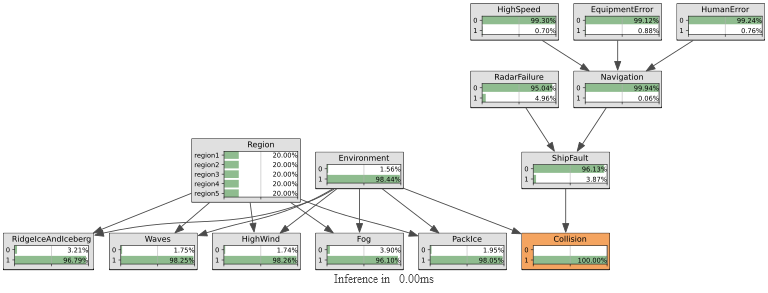 HighSpeed
0 99.30%
1 0.70%
EquipmentError
0 99.12%
1 0.88%
HumanError
0 99.24%
1 0.76%
RadarFailure
0 95.04%
1 4.96%
Navigation
0 99.94%
1 0.06%
Region
region1 20.00%
region2 20.00%
region3 20.00%
region4 20.00%
region5 20.00%
Environment
0 1.56%
1 98.44%
ShipFault
0 96.13%
1 3.87%
RidgeIceAndIceberg
0 3.21%
1 96.79%
Waves
0 1.75%
1 98.25%
HighWind
0 1.74%
1 98.26%
Fog
0 3.90%
1 96.10%
PackIce
0 1.95%
1 98.05%
Collision
0
1 100.00%
Inference in 0.00ms